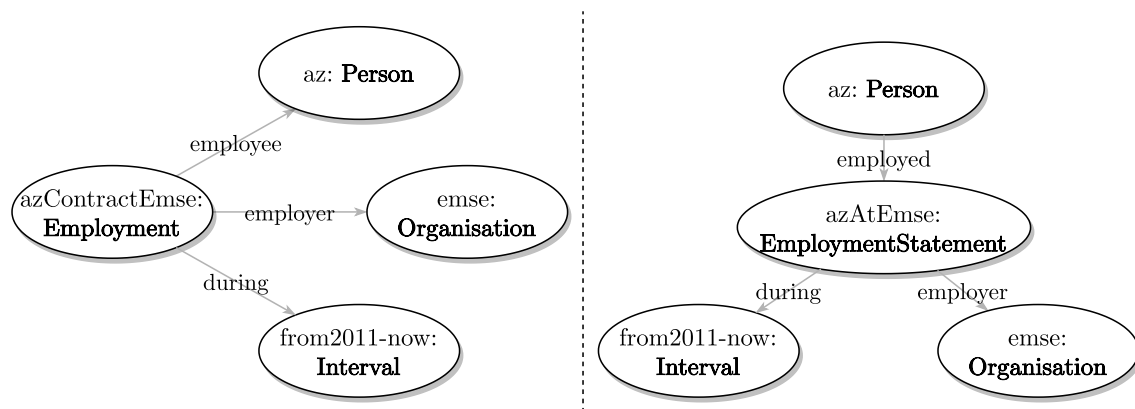 az: Person
employee
azContractEmse:
Employment
employer
emse:
Organisation
during
from2011-now:
Interval
az: Person
employed
azAtEmse:
EmploymentStatement
during
employer
from2011-now:
Interval
emse:
Organisation